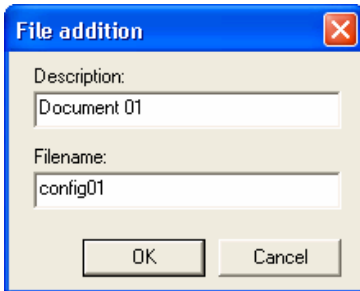 File addition
Description:
Document 01
Filename:
config01
OK Cancel